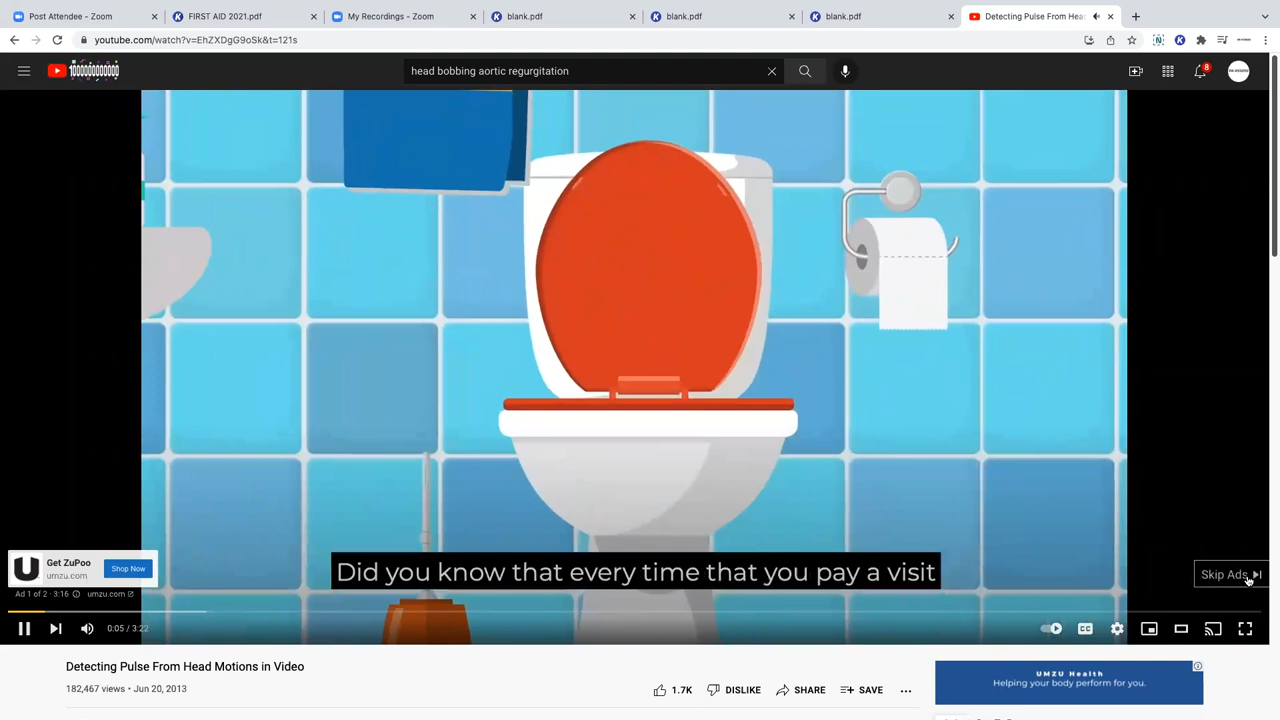 Post Attendee - Zoom
FIRST AID 2021.pdf
My Recordings - Zoom
blank.pdf
blank.pdf
blank.pdf
Detecting Pulse From Hea
youtube.com/watch?v=EhZXDgG9oSk&t=121s
head bobbing aortic regurgitation
8
Did you know that every time that you pay a visit
Get ZuPoo
umzu.com
Shop Now
Skip Ads
Ad 1 of 2 · 3:16
umzu.com
0:05 / 3:22
CC
Detecting Pulse From Head Motions in Video
182,467 views • Jun 20, 2013
1.7K
DISLIKE
SHARE
SAVE
UMZU Health
Helping your body perform for you.